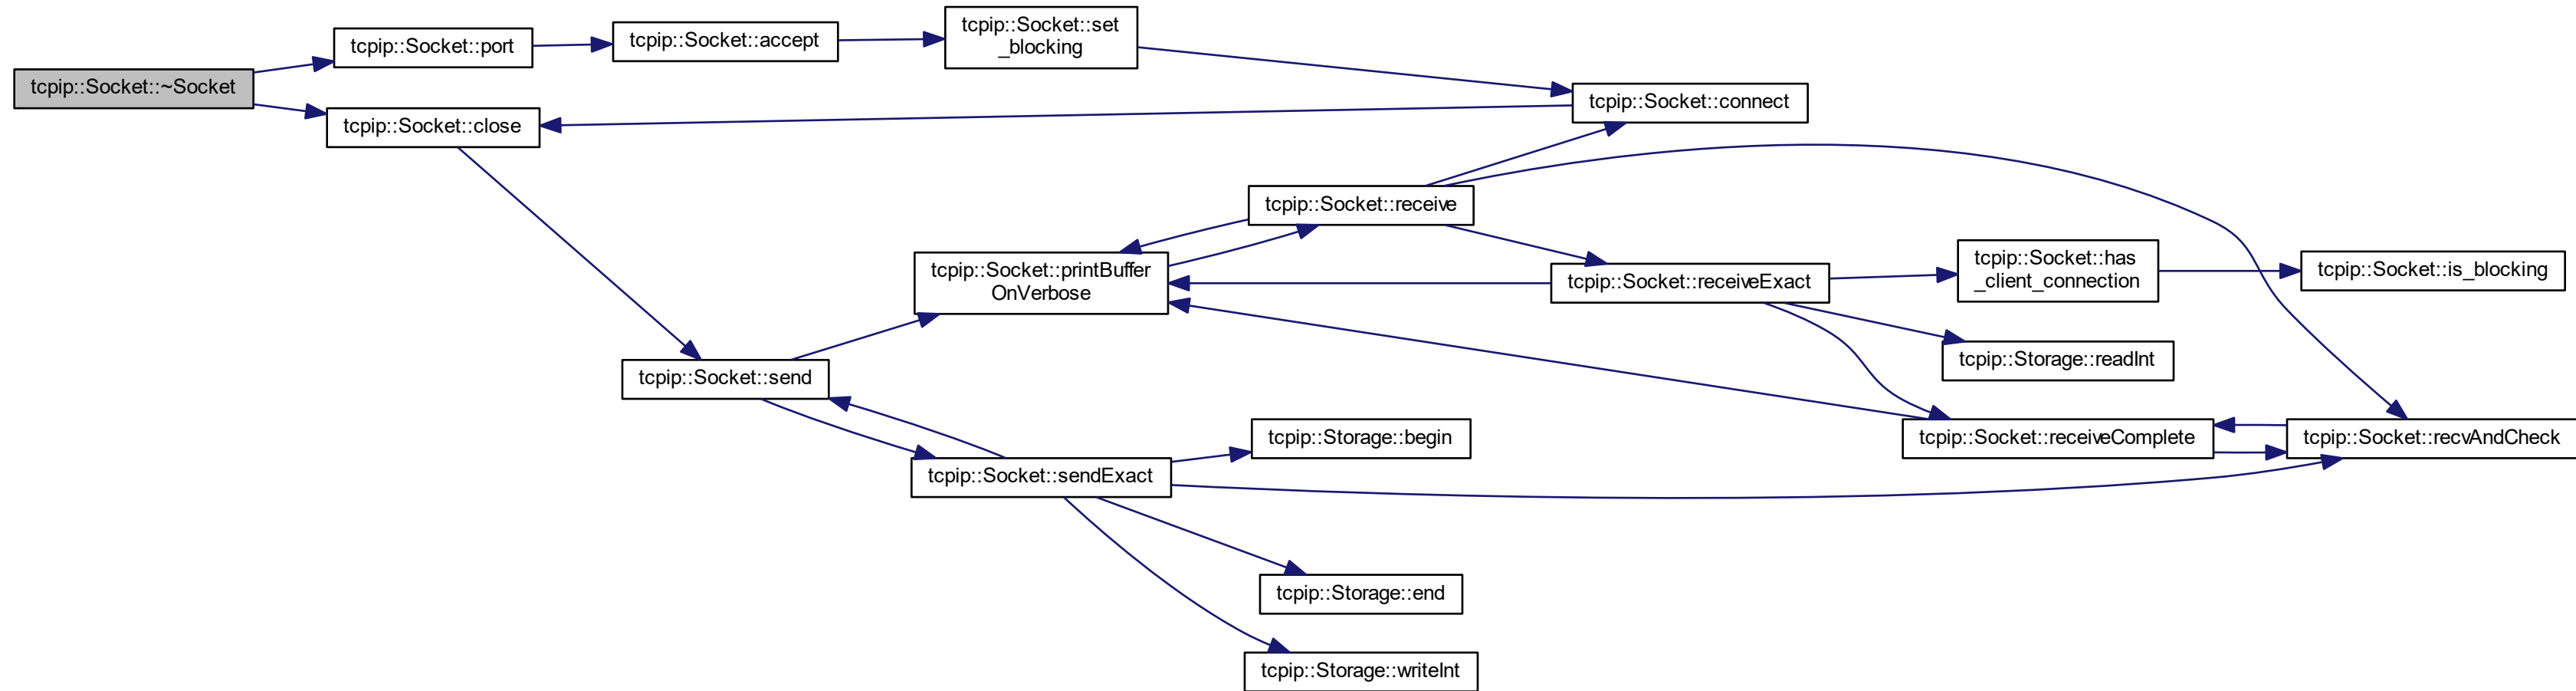 tcpip::Socket::~Socket
tcpip::Socket::port
tcpip::Socket::close
tcpip::Socket::accept
tcpip::Socket::set
_blocking
tcpip::Socket::connect
tcpip::Socket::send
tcpip::Socket::printBuffer
OnVerbose
tcpip::Socket::receive
tcpip::Socket::receiveExact
tcpip::Socket::has
_client_connection
tcpip::Socket::is_blocking
tcpip::Storage::readInt
tcpip::Socket::receiveComplete
tcpip::Socket::recvAndCheck
tcpip::Socket::sendExact
tcpip::Storage::begin
tcpip::Storage::end
tcpip::Storage::writeInt